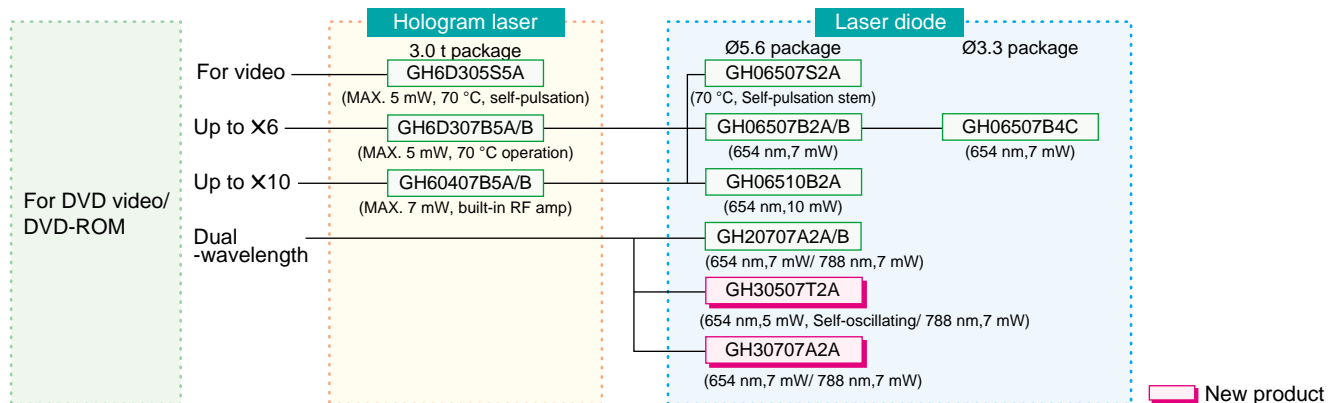 Hologram laser
Laser diode
3.0 t package
Ø5.6 package
Ø3.3 package
For DVD video/
DVD-ROM
For video
GH6D305S5A
(MAX. 5 mW, 70 °C, self-pulsation)
GH06507S2A
(70 °C, Self-pulsation stem)
Up to X6
GH6D307B5A/B
(MAX. 5 mW, 70 °C operation)
GH06507B2A/B
(654 nm,7 mW)
GH06507B4C
(654 nm,7 mW)
Up to X10
GH60407B5A/B
(MAX. 7 mW, built-in RF amp)
GH06510B2A
(654 nm,10 mW)
Dual
-wavelength
GH20707A2A/B
(654 nm,7 mW/ 788 nm,7 mW)
GH30507T2A
(654 nm,5 mW, Self-oscillating/ 788 nm,7 mW)
GH30707A2A
(654 nm,7 mW/ 788 nm,7 mW)
New product